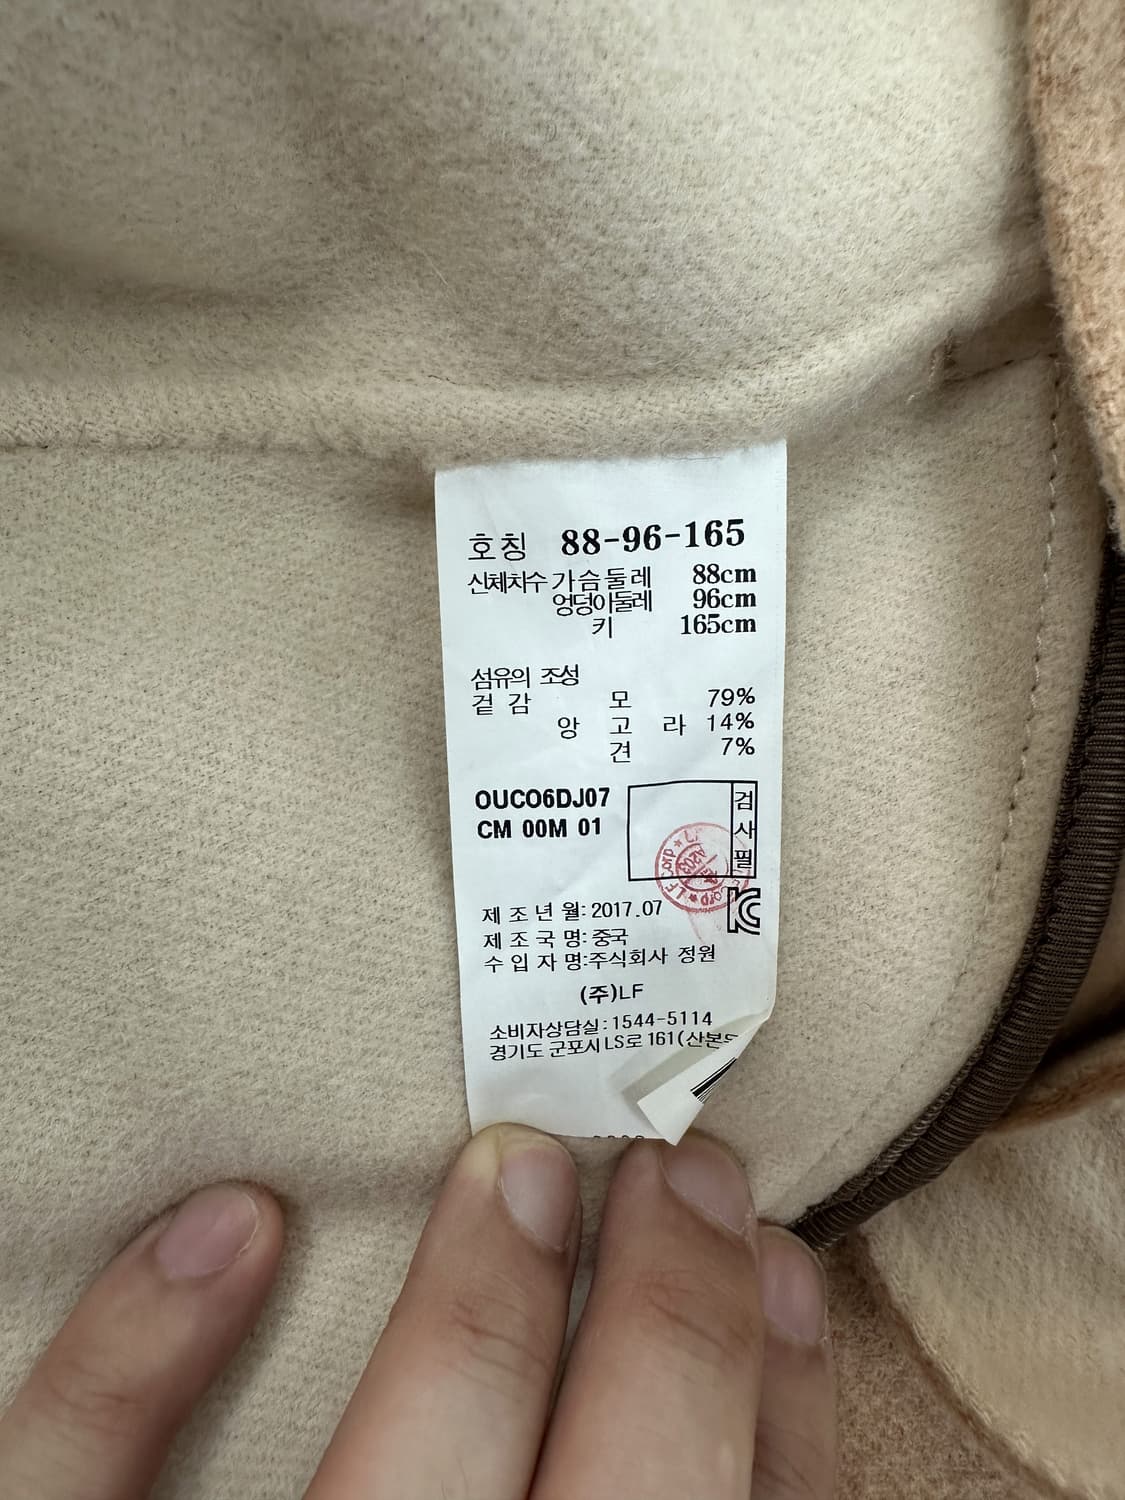 호칭 88-96-165
신체치수 가슴둘레 88cm
엉덩이둘레 96cm
키 165cm
섬유의 조성
겉감 모 79%
앙고라 14%
견 7%
OUCO6DJ07
CM 00M 01
검사필
LF Corp
제조년월: 2017.07
제조국명: 중국
수입자명: 주식회사 정원
(주)LF
소비자상담실: 1544-5114
경기도 군포시 LS로 161(산본